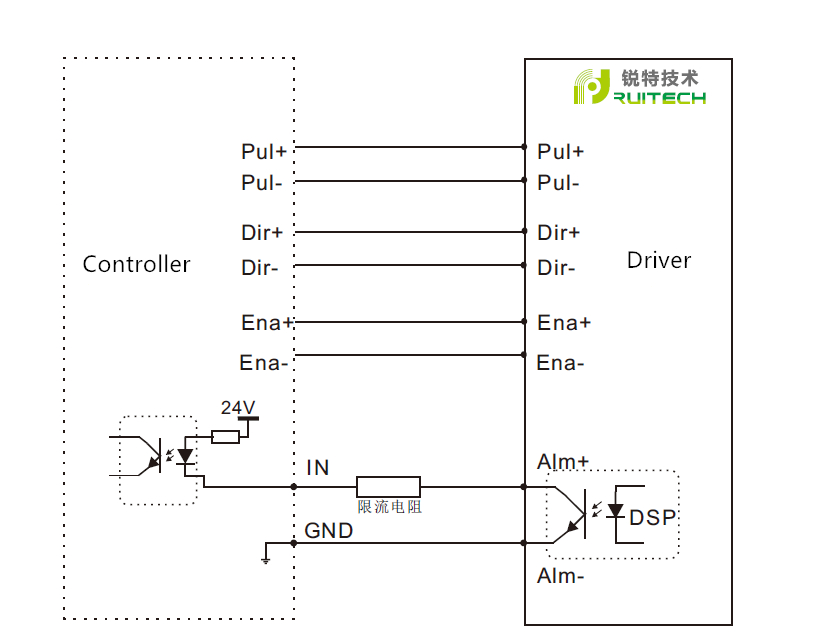 锐特技术
RUITECH
Pul+ Pul+
Pul- Pul-
Dir+ Dir+
Controller Driver
Dir- Dir-
Ena+ Ena+
Ena- Ena-
24V
Alm+
IN
限流电阻
DSP
GND
Alm-